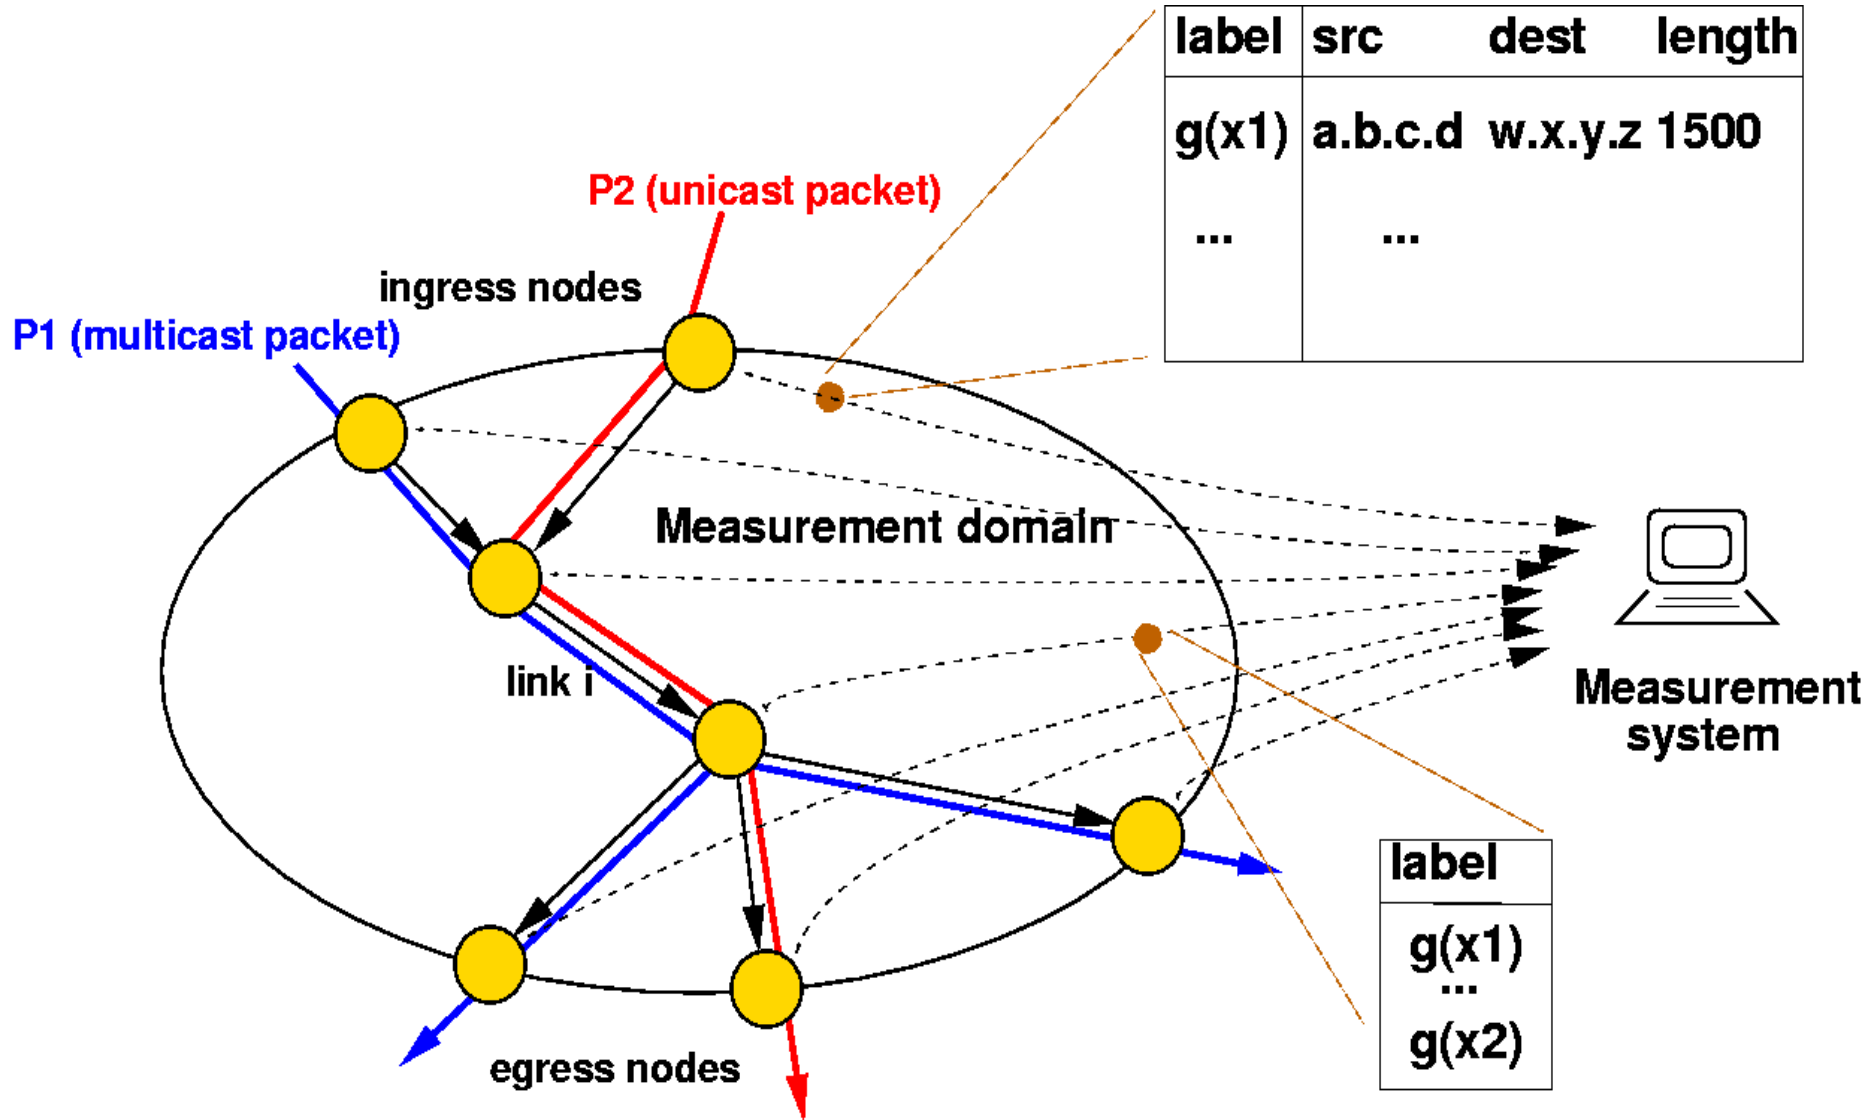 label src dest length
g(x1) a.b.c.d w.x.y.z 1500
... ...
P2 (unicast packet)
ingress nodes
P1 (multicast packet)
Measurement domain
link i
Measurement
system
label
g(x1)
...
g(x2)
egress nodes